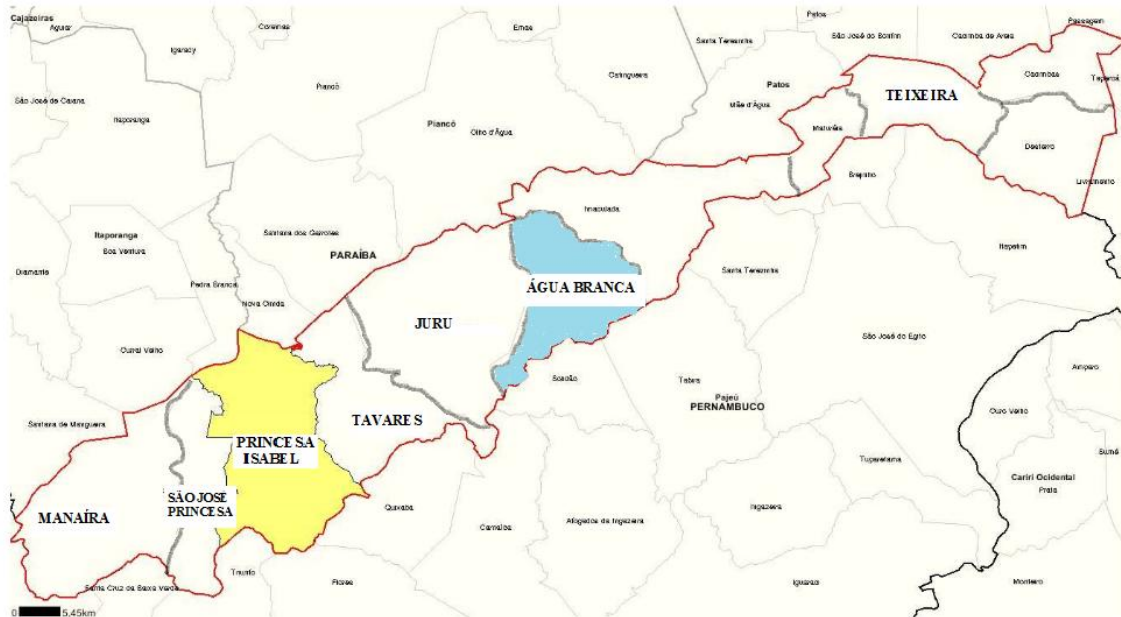 Cajazeiras
Aguiar
Igaracy
Coremas
Emas
Santa Terezinha
Patos
São José do Bonfim
Cacimba de Areia
Passagem
São José de Caiana
Itaporanga
Piancó
Catingueira
Patos
Mãe d'Água
TEIXEIRA
Cacimbas
Taperoá
Piancó
Olho d'Água
Maturéia
Desterro
Brejinho
Livramento
Imaculada
Itaporanga
Boa Ventura
Santana dos Garrotes
PARAÍBA
Itapetim
Diamante
Pedra Branca
Nova Olinda
ÁGUA BRANCA
Santa Terezinha
JURU
São José do Egito
Curral Velho
Solidão
Tabira
Pajeú
PERNAMBUCO
Amparo
Ouro Velho
Santana de Mangueira
TAVARES
PRINCESA
ISABEL
Sumé
Tuparetama
Cariri Ocidental
Prata
SÃO JOSÉ
PRINCESA
MANAÍRA
Quixaba
Carnaíba
Afogados da Ingazeira
Ingazeira
Triunfo
Santa Cruz da Baixa Verde
Flores
Iguaraci
Monteiro
0 5,45km